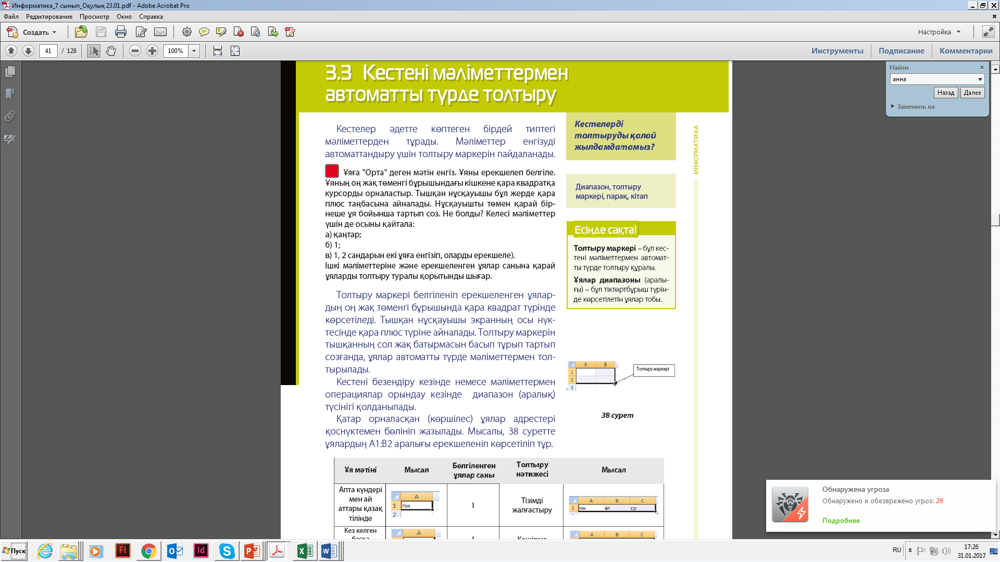 Информатика_7 сынып_Оқулық 23.01.pdf - Adobe Acrobat Pro
Файл Редактирование Просмотр Окно Справка
Создать
Настройка
41 / 128
100%
Инструменты Подписание Комментарии
Найти
анна
Назад Далее
Заменить на
3.3 Кестені мәліметтермен
автоматты түрде толтыру
Кестелер әдетте көптеген бірдей типтегі
мәліметтерден тұрады. Мәліметтер енгізуді
автоматтандыру үшін толтыру маркерін пайдаланады.
Ұяға "Орта" деген мәтін енгіз. Ұяны ерекшелеп белгіле.
Ұяның оң жақ төменгі бұрышындағы кішкене қара квадратқа
курсорды орналастыр. Тышқан нұсқауышы бұл жерде қара
плюс таңбасына айналады. Нұсқауышты төмен қарай бір-
неше ұя бойынша тартып соз. Не болды? Келесі мәліметтер
үшін де осыны қайтала:
а) қаңтар;
б) 1;
в) 1, 2 сандарын екі ұяға енгізіп, оларды ерекшеле).
Ішкі мәліметтеріне және ерекшеленген ұялар санына қарай
ұяларды толтыру туралы қорытынды шығар.
Толтыру маркері белгіленіп ерекшеленген ұялар-
дың оң жақ төменгі бұрышында қара квадрат түрінде
көрсетіледі. Тышқан нұсқауышы экранның осы нүк-
тесінде қара плюс түріне айналады. Толтыру маркерін
тышқанның сол жақ батырмасын басып тұрып тартып
созғанда, ұялар автоматты түрде мәліметтермен тол-
тырылады.
Кестені безендіру кезінде немесе мәліметтермен
операциялар орындау кезінде диапазон (аралық)
түсінігі қолданылады.
Қатар орналасқан (көршілес) ұялар адрестері
қоснүктемен бөлініп жазылады. Мысалы, 38 суретте
ұялардың А1:В2 аралығы ерекшеленіп көрсетіліп тұр.
Кестелерді
толтыруды қалай
жылдамдатамыз?
Диапазон, толтыру
маркері, парақ, кітап
Есіңде сақта!
Толтыру маркері – бұл кес-
тені мәліметтермен автомат-
ты түрде толтыру құралы.
Ұялар диапазоны (аралы-
ғы) – бұл тіктөртбұрыш түрін-
де көрсетілетін ұялар тобы.
ИНФОРМАТИКА
A B
1
2
3
Толтыру маркері
38 сурет
Ұя мәтіні Мысал Белгіленген ұялар саны Толтыру нәтижесі Мысал
Апта күндері
мен ай
аттары қазақ
тілінде
A
1 пн
2
1
Тізімді
жалғастыру
A B C
1 пн вт ср
Кез келген
A
A B C
Обнаружена угроза
Обнаружено и обезврежено угроз: 26
Подробнее
Пуск
RU
17:26
31.01.2017